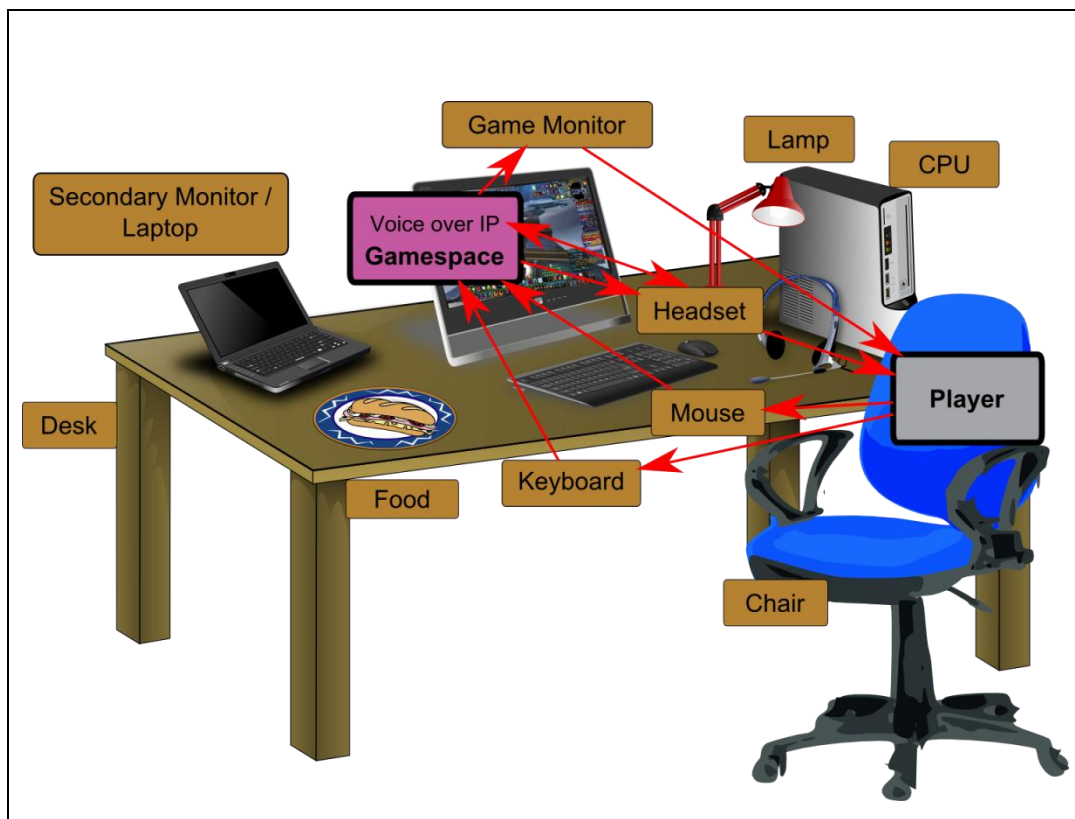 Game Monitor
Lamp
CPU
Secondary Monitor /
Laptop
Voice over IP
Gamespace
Headset
Player
Mouse
Desk
Keyboard
Food
Chair